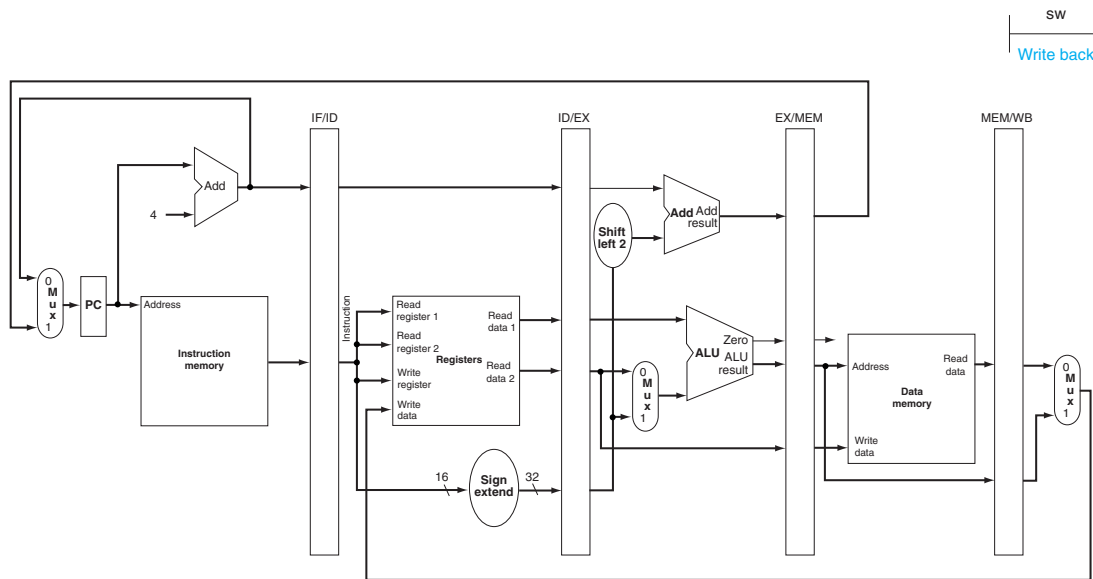 sw
Write back
IF/ID
ID/EX
EX/MEM
MEM/WB
Add
4
Shift
left 2
Add
Add
result
0
M
u
x
1
PC
Address
Instruction
memory
Instruction
Read
register 1
Read
register 2
Write
register
Write
data
Registers
Read
data 1
Read
data 2
16
Sign
extend
32
0
M
u
x
1
ALU
Zero
ALU
result
Address
Write
data
Data
memory
Read
data
0
M
u
x
1